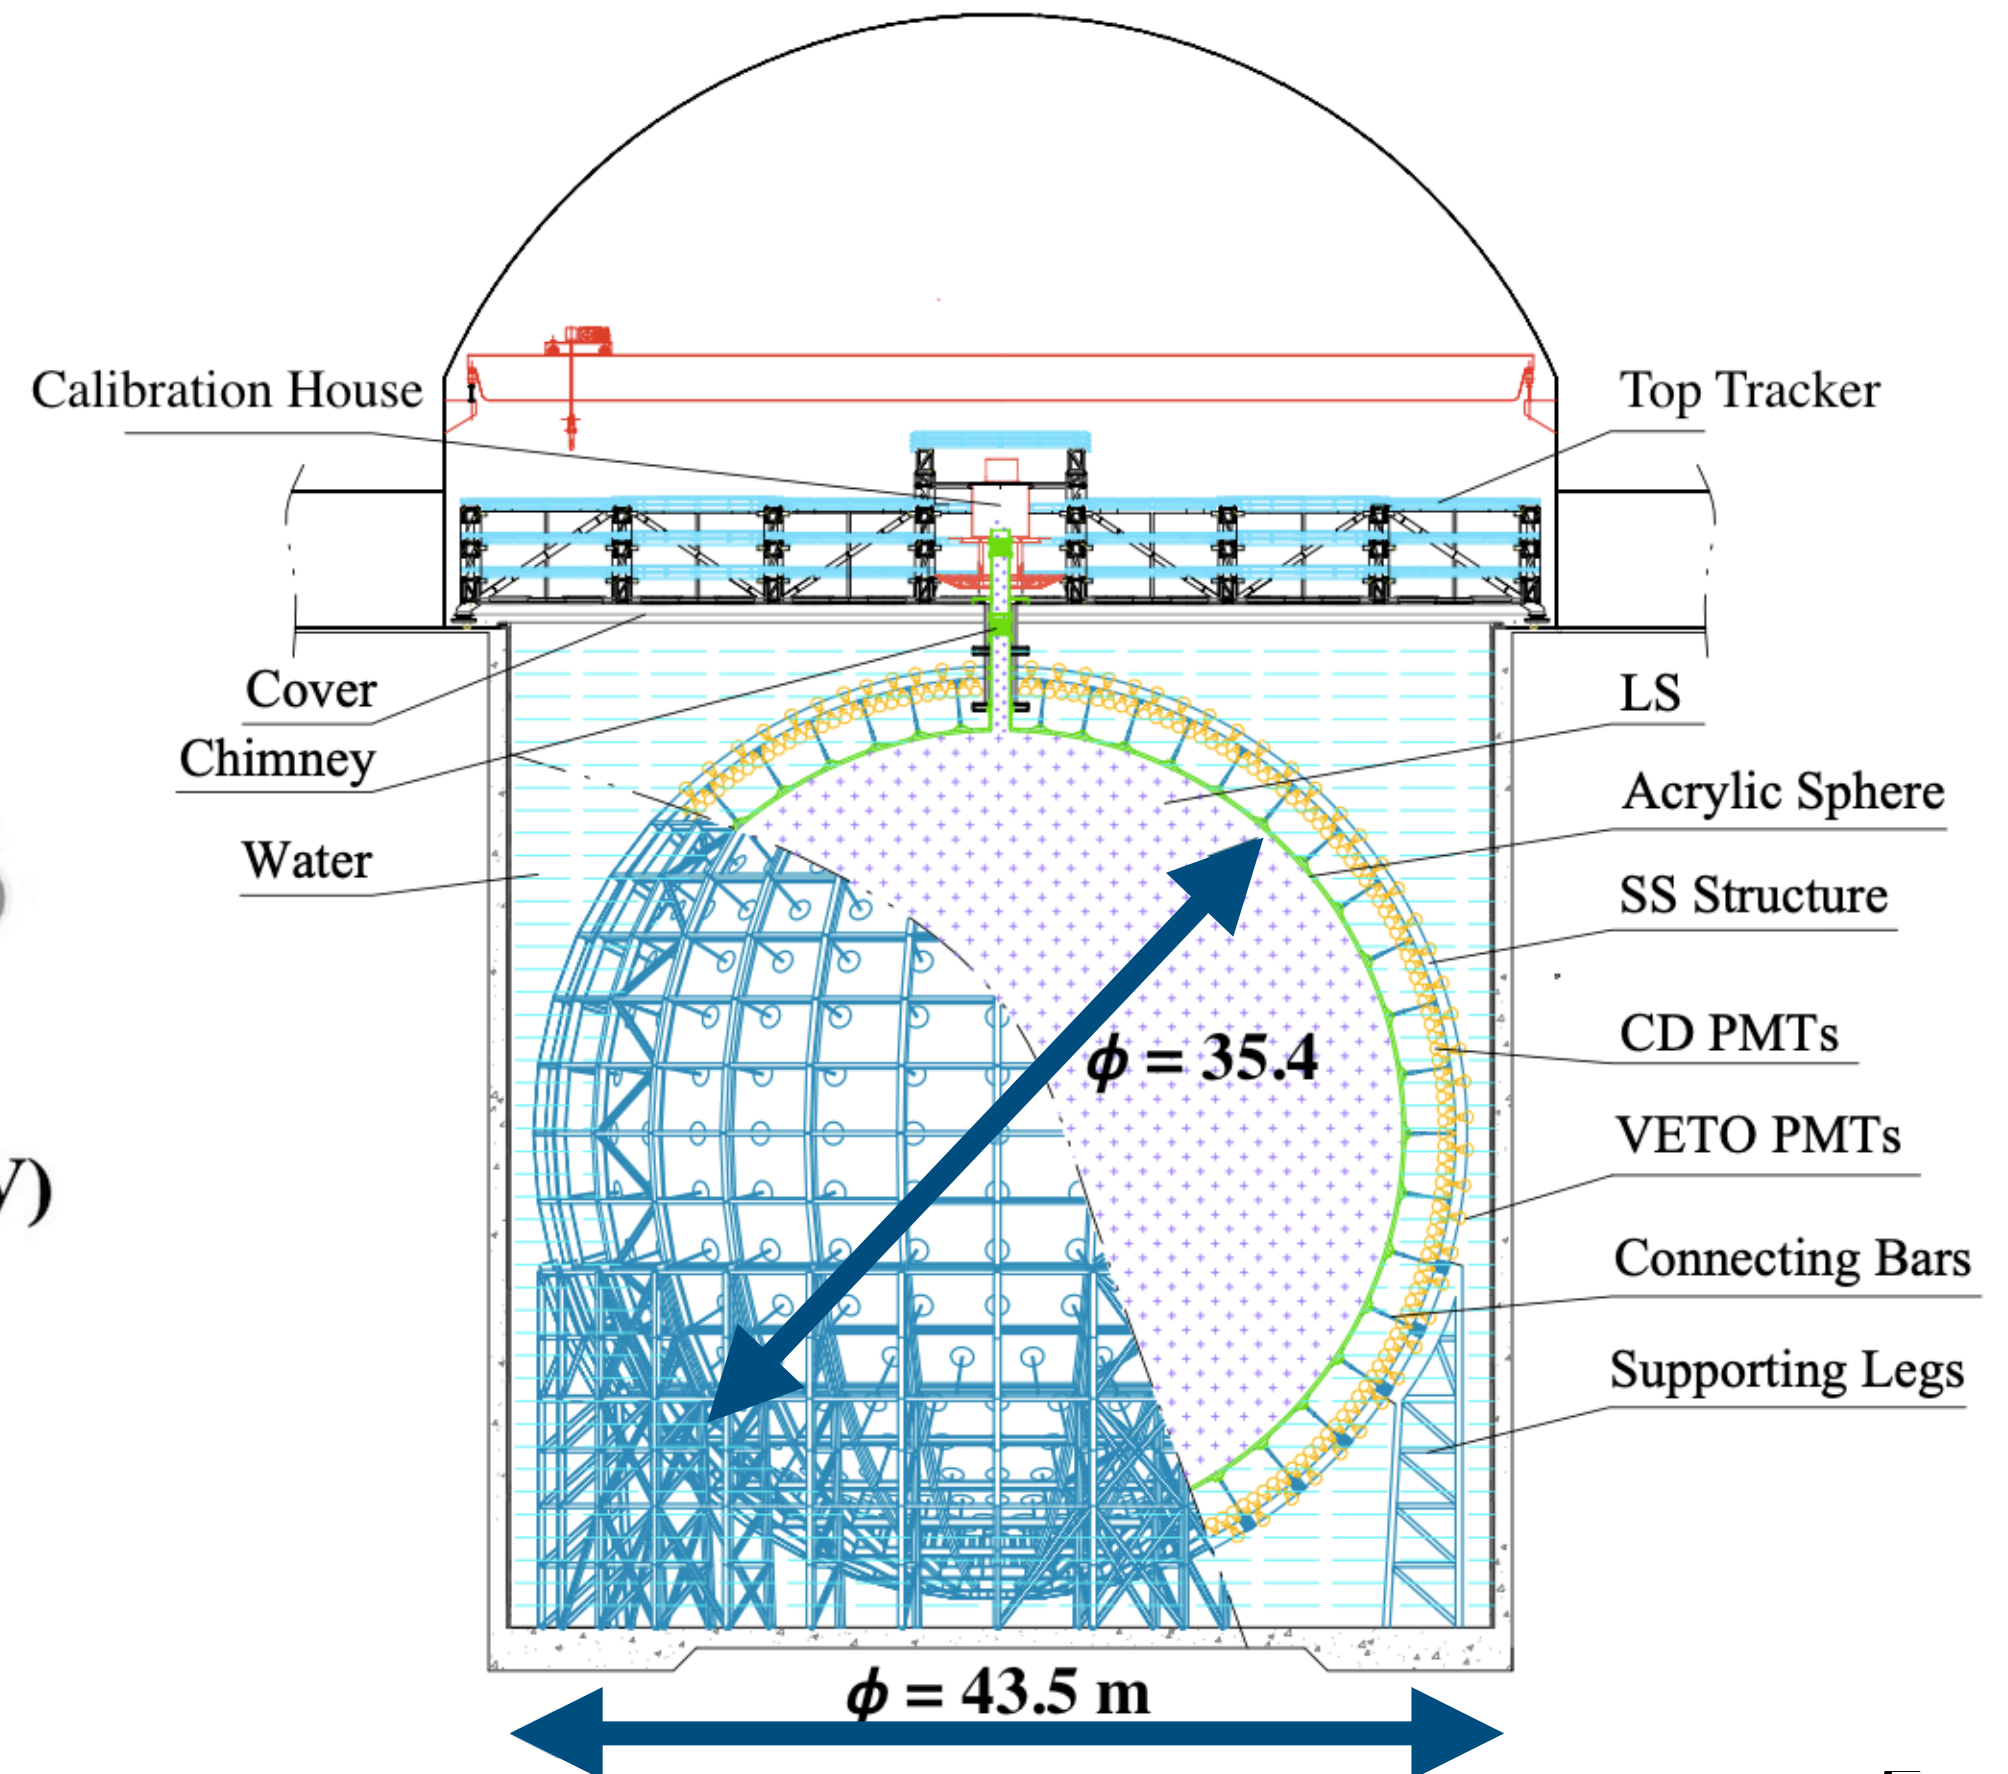 Calibration House
Top Tracker
Cover
LS
Chimney
Acrylic Sphere
Water
SS Structure
CD PMTs
ϕ = 35.4
VETO PMTs
Connecting Bars
Supporting Legs
ϕ = 43.5 m